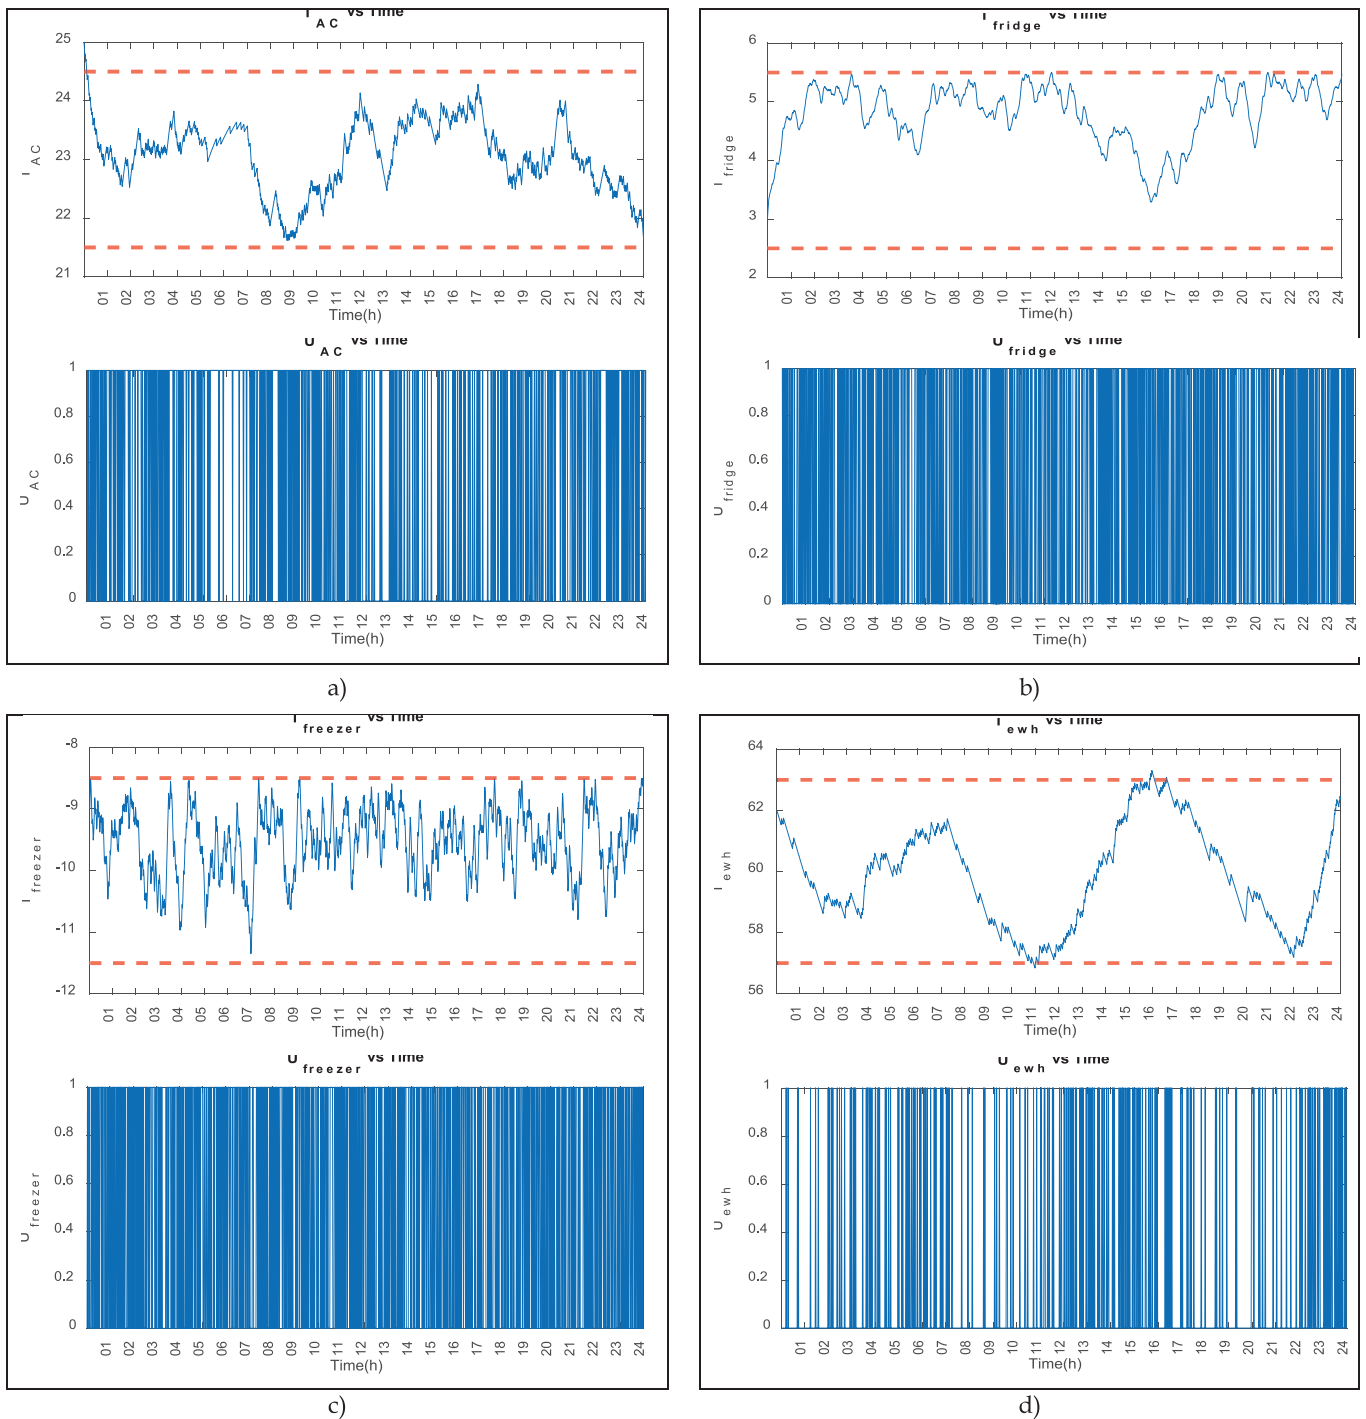 vs Time
AC
25
24
23
22
21
I AC
01 02 03 04 05 06 07 08 09 10 11 12 13 14 15 16 17 18 19 20 21 22 23 24
Time(h)
U AC vs Time
1
0.8
0.6
0.4
0.2
0
U AC
01 02 03 04 05 06 07 08 09 10 11 12 13 14 15 16 17 18 19 20 21 22 23 24
Time(h)
a)
I fridge vs Time
6
5
4
3
2
I fridge
01 02 03 04 05 06 07 08 09 10 11 12 13 14 15 16 17 18 19 20 21 22 23 24
Time(h)
U fridge vs Time
1
0.8
0.6
0.4
0.2
0
U fridge
01 02 03 04 05 06 07 08 09 10 11 12 13 14 15 16 17 18 19 20 21 22 23 24
Time(h)
b)
I freezer vs Time
-8
-9
-10
-11
-12
I freezer
01 02 03 04 05 06 07 08 09 10 11 12 13 14 15 16 17 18 19 20 21 22 23 24
Time(h)
U freezer vs Time
1
0.8
0.6
0.4
0.2
0
U freezer
01 02 03 04 05 06 07 08 09 10 11 12 13 14 15 16 17 18 19 20 21 22 23 24
Time(h)
c)
I ewh vs Time
64
62
60
58
56
I ewh
01 02 03 04 05 06 07 08 09 10 11 12 13 14 15 16 17 18 19 20 21 22 23 24
Time(h)
U ewh vs Time
1
0.8
0.6
0.4
0.2
0
U ewh
01 02 03 04 05 06 07 08 09 10 11 12 13 14 15 16 17 18 19 20 21 22 23 24
Time(h)
d)